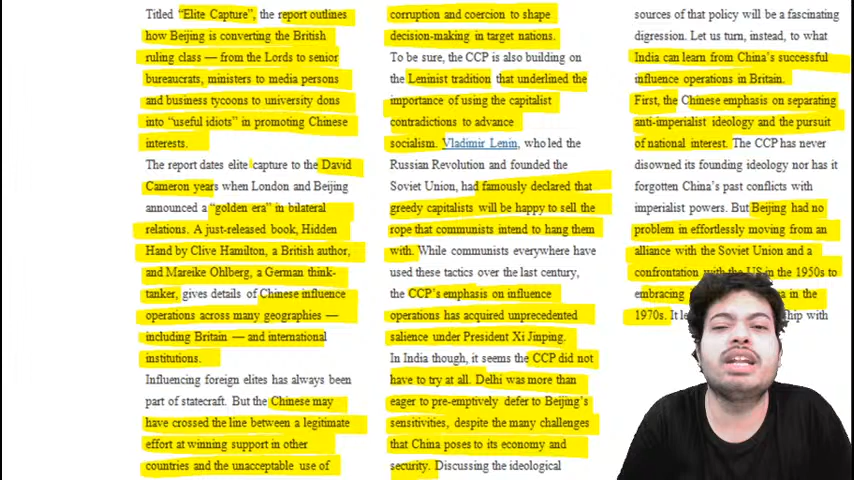 Titled “Elite Capture”, the report outlines
how Beijing is converting the British
ruling class — from the Lords to senior
bureaucrats, ministers to media persons
and business tycoons to university dons
into “useful idiots” in promoting Chinese
interests.
The report dates elite capture to the David
Cameron years when London and Beijing
announced a “golden era” in bilateral
relations. A just-released book, Hidden
Hand by Clive Hamilton, a British author,
and Mareike Ohlberg, a German think-
tanker, gives details of Chinese influence
operations across many geographies —
including Britain — and international
institutions.
Influencing foreign elites has always been
part of statecraft. But the Chinese may
have crossed the line between a legitimate
effort at winning support in other
countries and the unacceptable use of
corruption and coercion to shape
decision-making in target nations.
To be sure, the CCP is also building on
the Leninist tradition that underlined the
importance of using the capitalist
contradictions to advance
socialism. Vladimir Lenin, who led the
Russian Revolution and founded the
Soviet Union, had famously declared that
greedy capitalists will be happy to sell the
rope that communists intend to hang them
with. While communists everywhere have
used these tactics over the last century,
the CCP’s emphasis on influence
operations has acquired unprecedented
salience under President Xi Jinping.
In India though, it seems the CCP did not
have to try at all. Delhi was more than
eager to pre-emptively defer to Beijing’s
sensitivities, despite the many challenges
that China poses to its economy and
security. Discussing the ideological
sources of that policy will be a fascinating
digression. Let us turn, instead, to what
India can learn from China’s successful
influence operations in Britain.
First, the Chinese emphasis on separating
anti-imperialist ideology and the pursuit
of national interest. The CCP has never
disowned its founding ideology nor has it
forgotten China’s past conflicts with
imperialist powers. But Beijing had no
problem in effortlessly moving from an
alliance with the Soviet Union and a
confrontation with the US in the 1950s to
embracing in the
1970s. It with